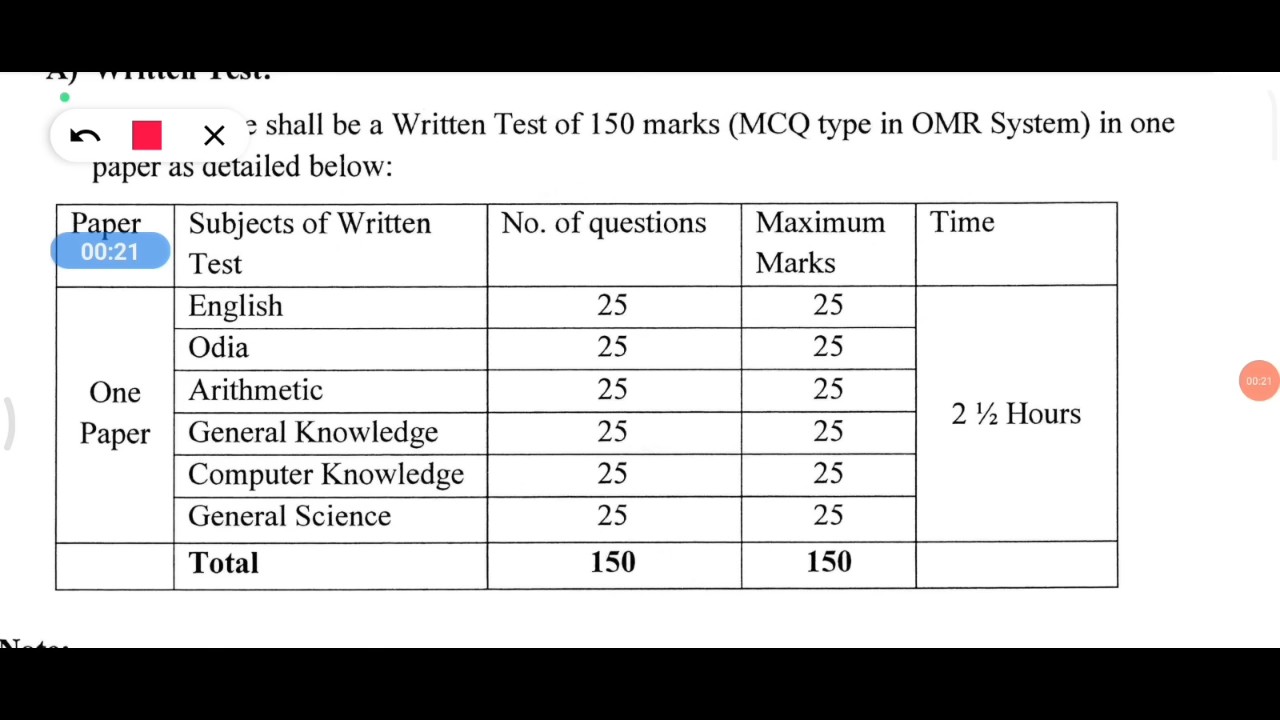 A) Written Test:
e shall be a Written Test of 150 marks (MCQ type in OMR System) in one
paper as detailed below:
Paper Subjects of Written Test No. of questions Maximum Marks Time
00:21
English 25 25
Odia 25 25
Arithmetic 25 25
General Knowledge 25 25
Computer Knowledge 25 25
General Science 25 25
One Paper
2 ½ Hours
Total 150 150
00:21
Note: